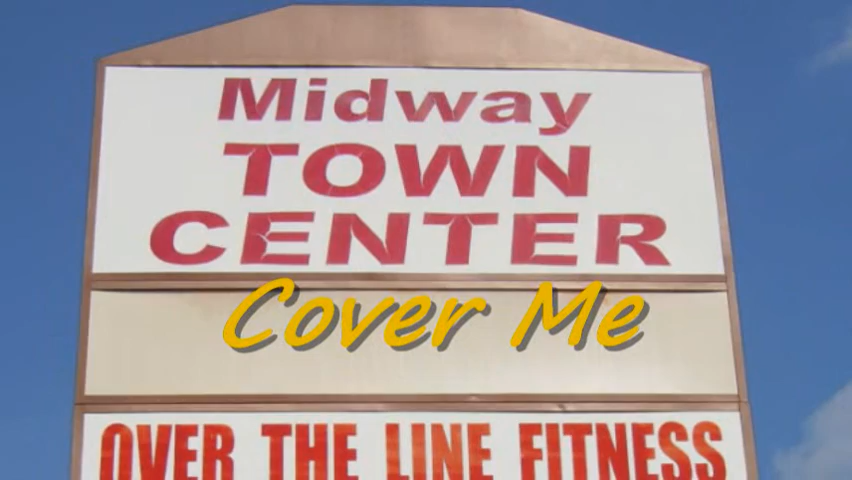 Midway
TOWN
CENTER
Cover Me
OVER THE LINE FITNESS